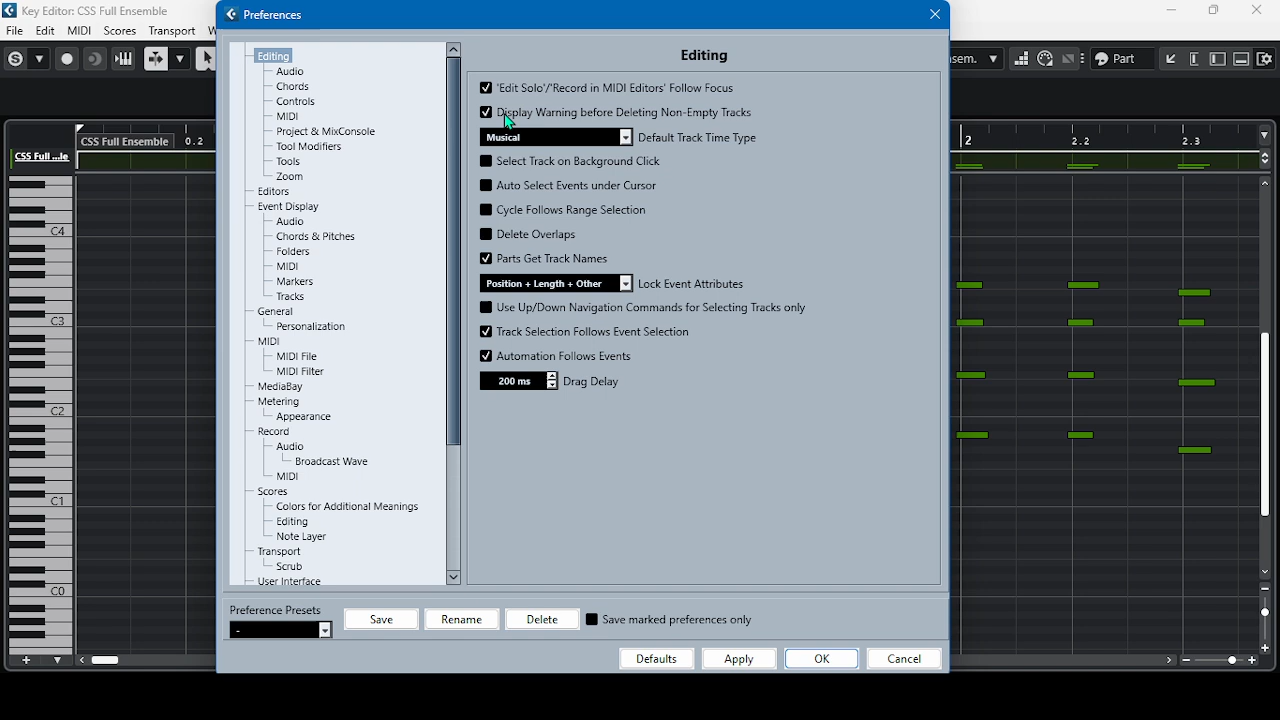 Key Editor: CSS Full Ensemble
Preferences
File Edit MIDI Scores Transport W
S
sem.
Part
CSS Full Ensemble
0.2
2
2.2
2.3
CSS Full ...le
C4
C3
C2
C1
C0
Editing
Audio
Chords
Controls
MIDI
Project & MixConsole
Tool Modifiers
Tools
Zoom
Editors
Event Display
Audio
Chords & Pitches
Folders
MIDI
Markers
Tracks
General
Personalization
MIDI
MIDI File
MIDI Filter
MediaBay
Metering
Appearance
Record
Audio
Broadcast Wave
MIDI
Scores
Colors for Additional Meanings
Editing
Note Layer
Transport
Scrub
User Interface
Editing
'Edit Solo'/'Record in MIDI Editors' Follow Focus
Display Warning before Deleting Non-Empty Tracks
Musical Default Track Time Type
Select Track on Background Click
Auto Select Events under Cursor
Cycle Follows Range Selection
Delete Overlaps
Parts Get Track Names
Position + Length + Other Lock Event Attributes
Use Up/Down Navigation Commands for Selecting Tracks only
Track Selection Follows Event Selection
Automation Follows Events
200 ms Drag Delay
Preference Presets
-
Save Rename Delete Save marked preferences only
Defaults Apply OK Cancel